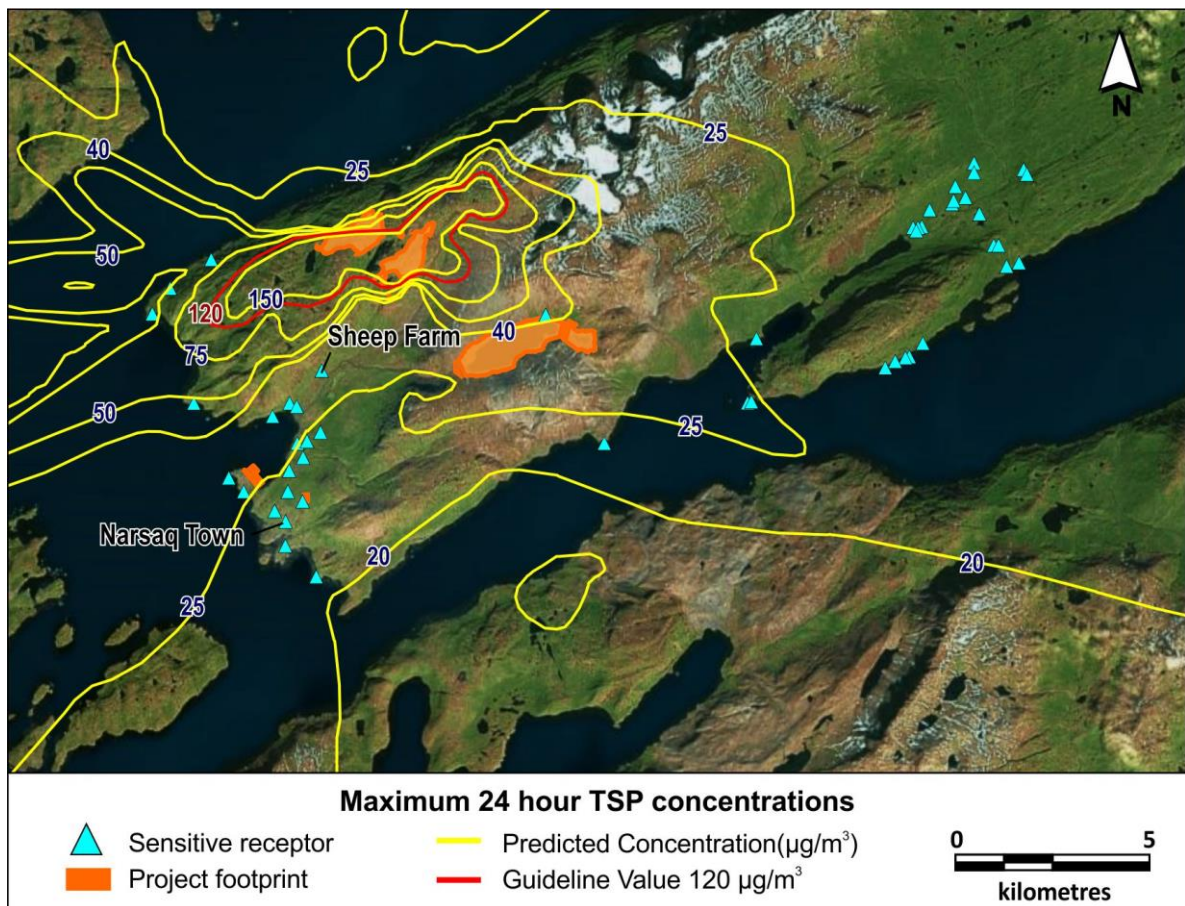 N
40
25
25
50
120
150
75
Sheep Farm
40
50
25
Narsaq Town
20
20
25
Maximum 24 hour TSP concentrations
Sensitive receptor
Predicted Concentration(µg/m³)
0 5
Project footprint
Guideline Value 120 µg/m³
kilometres